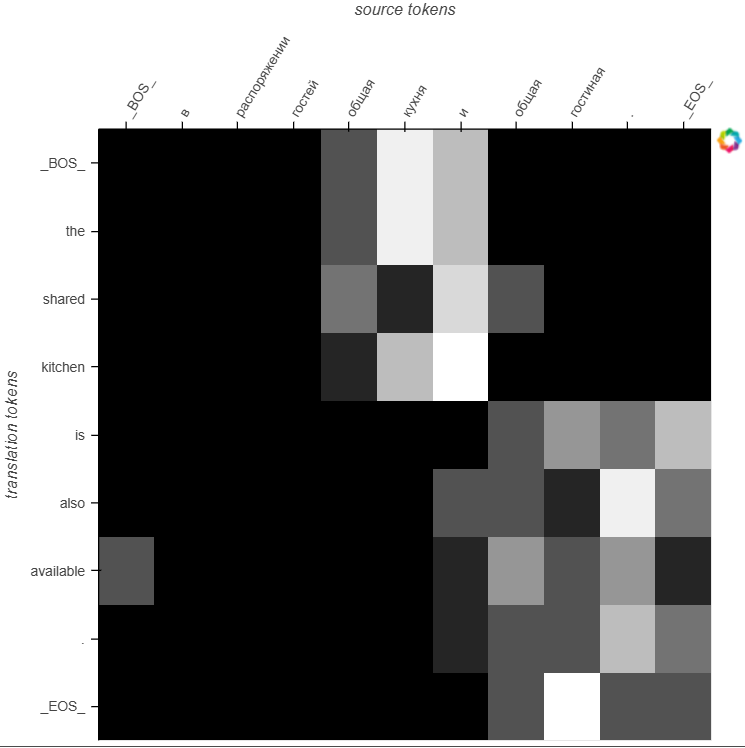 source tokens
_BOS_
в
распоряжении
гостей
общая
кухня
и
общая
гостиная
.
_EOS_
translation tokens
_BOS_
the
shared
kitchen
is
also
available
.
_EOS_